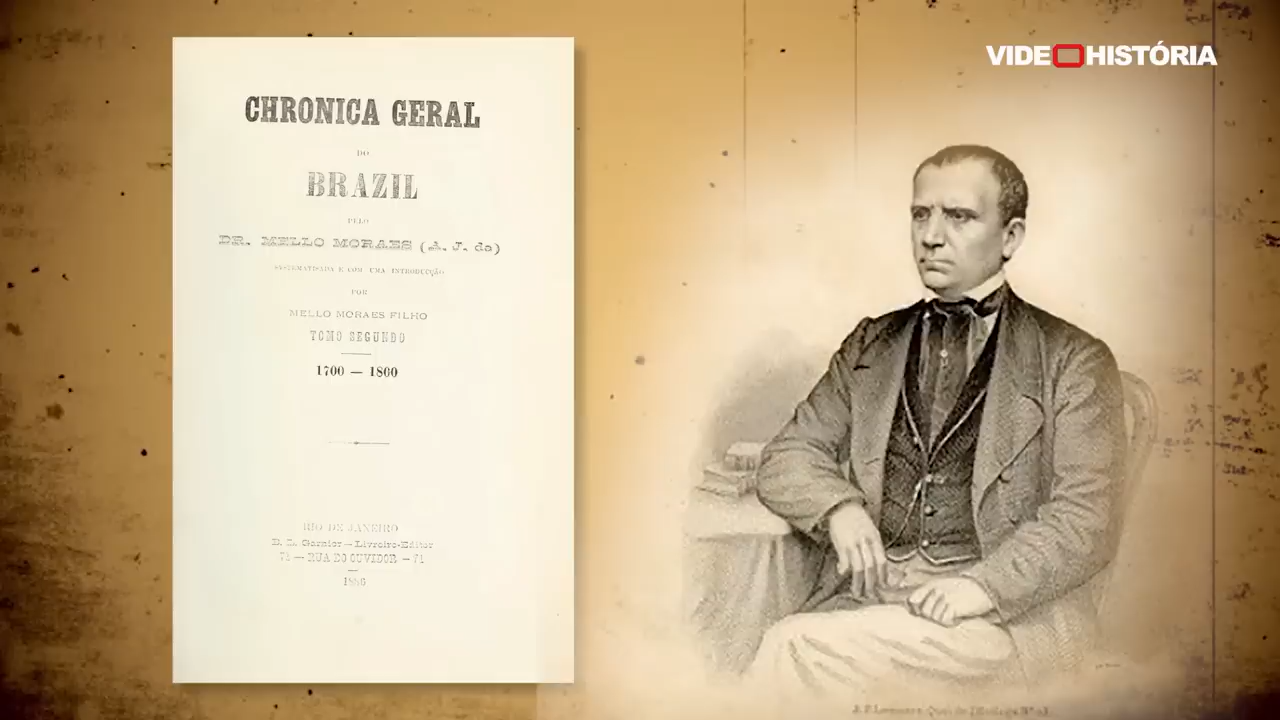 CHRONICA GERAL
DO
BRAZIL
PELO
DR. MELLO MORAES (A. J. de)
SYSTEMATISADA E COM UMA INTRODUCÇÃO
POR
MELLO MORAES FILHO
TOMO SEGUNDO
1700 — 1800
RIO DE JANEIRO
B. L. Garnier — Livreiro-Editor
RUA DO OUVIDOR — 71
1886
VIDEOHISTÓRIA